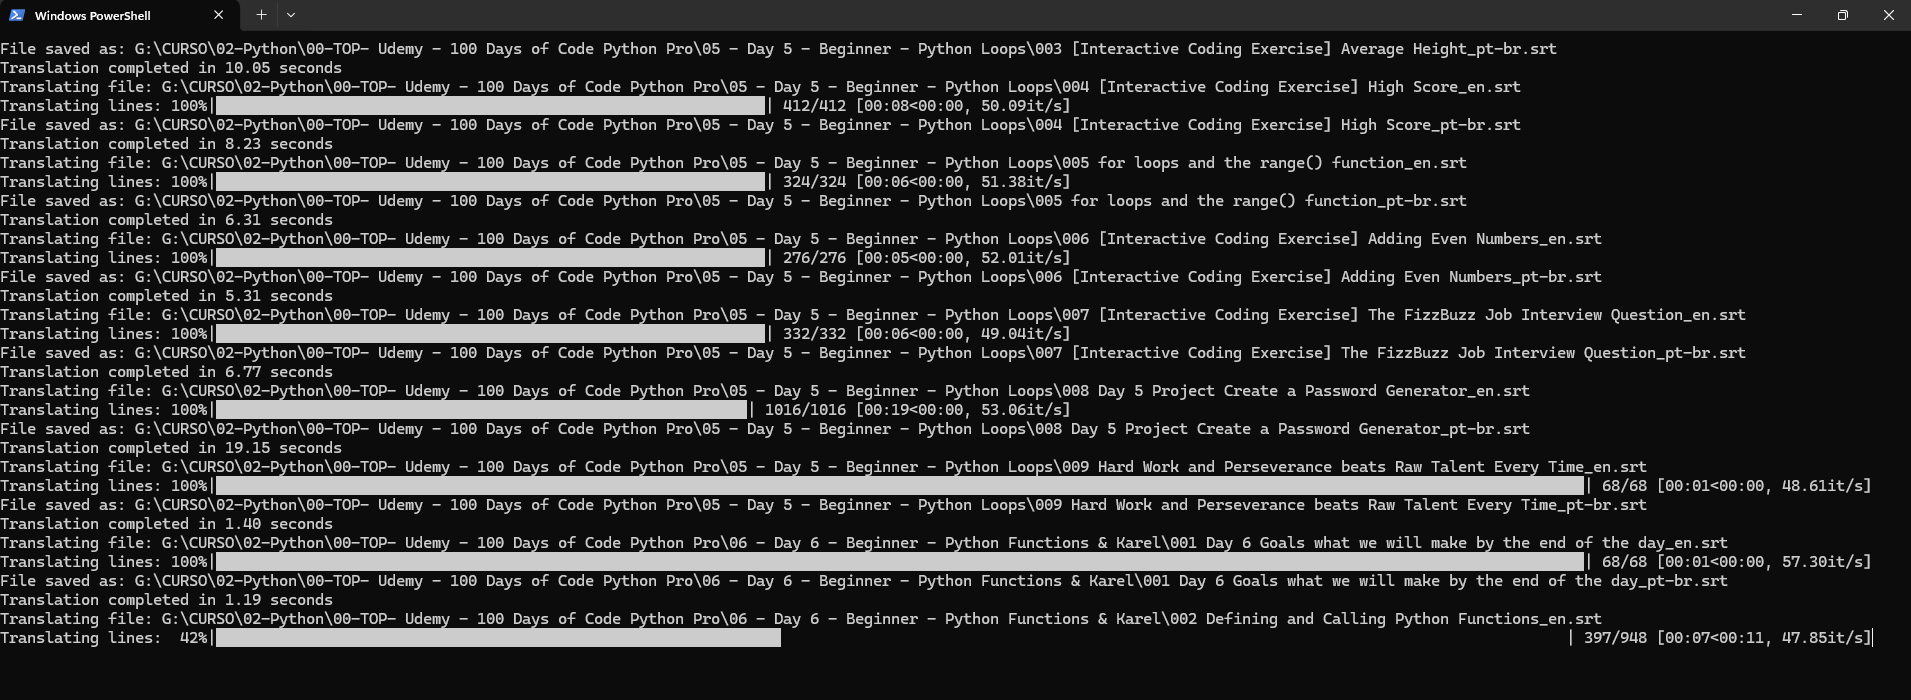 Windows PowerShell
File saved as: G:\CURSO\02-Python\00-TOP- Udemy - 100 Days of Code Python Pro\05 - Day 5 - Beginner - Python Loops\003 [Interactive Coding Exercise] Average Height_pt-br.srt
Translation completed in 10.05 seconds
Translating file: G:\CURSO\02-Python\00-TOP- Udemy - 100 Days of Code Python Pro\05 - Day 5 - Beginner - Python Loops\004 [Interactive Coding Exercise] High Score_en.srt
Translating lines: 100%| | 412/412 [00:08<00:00, 50.09it/s]
File saved as: G:\CURSO\02-Python\00-TOP- Udemy - 100 Days of Code Python Pro\05 - Day 5 - Beginner - Python Loops\004 [Interactive Coding Exercise] High Score_pt-br.srt
Translation completed in 8.23 seconds
Translating file: G:\CURSO\02-Python\00-TOP- Udemy - 100 Days of Code Python Pro\05 - Day 5 - Beginner - Python Loops\005 for loops and the range() function_en.srt
Translating lines: 100%| | 324/324 [00:06<00:00, 51.38it/s]
File saved as: G:\CURSO\02-Python\00-TOP- Udemy - 100 Days of Code Python Pro\05 - Day 5 - Beginner - Python Loops\005 for loops and the range() function_pt-br.srt
Translation completed in 6.31 seconds
Translating file: G:\CURSO\02-Python\00-TOP- Udemy - 100 Days of Code Python Pro\05 - Day 5 - Beginner - Python Loops\006 [Interactive Coding Exercise] Adding Even Numbers_en.srt
Translating lines: 100%| | 276/276 [00:05<00:00, 52.01it/s]
File saved as: G:\CURSO\02-Python\00-TOP- Udemy - 100 Days of Code Python Pro\05 - Day 5 - Beginner - Python Loops\006 [Interactive Coding Exercise] Adding Even Numbers_pt-br.srt
Translation completed in 5.31 seconds
Translating file: G:\CURSO\02-Python\00-TOP- Udemy - 100 Days of Code Python Pro\05 - Day 5 - Beginner - Python Loops\007 [Interactive Coding Exercise] The FizzBuzz Job Interview Question_en.srt
Translating lines: 100%| | 332/332 [00:06<00:00, 49.04it/s]
File saved as: G:\CURSO\02-Python\00-TOP- Udemy - 100 Days of Code Python Pro\05 - Day 5 - Beginner - Python Loops\007 [Interactive Coding Exercise] The FizzBuzz Job Interview Question_pt-br.srt
Translation completed in 6.77 seconds
Translating file: G:\CURSO\02-Python\00-TOP- Udemy - 100 Days of Code Python Pro\05 - Day 5 - Beginner - Python Loops\008 Day 5 Project Create a Password Generator_en.srt
Translating lines: 100%| | 1016/1016 [00:19<00:00, 53.06it/s]
File saved as: G:\CURSO\02-Python\00-TOP- Udemy - 100 Days of Code Python Pro\05 - Day 5 - Beginner - Python Loops\008 Day 5 Project Create a Password Generator_pt-br.srt
Translation completed in 19.15 seconds
Translating file: G:\CURSO\02-Python\00-TOP- Udemy - 100 Days of Code Python Pro\05 - Day 5 - Beginner - Python Loops\009 Hard Work and Perseverance beats Raw Talent Every Time_en.srt
Translating lines: 100%| | 68/68 [00:01<00:00, 48.61it/s]
File saved as: G:\CURSO\02-Python\00-TOP- Udemy - 100 Days of Code Python Pro\05 - Day 5 - Beginner - Python Loops\009 Hard Work and Perseverance beats Raw Talent Every Time_pt-br.srt
Translation completed in 1.40 seconds
Translating file: G:\CURSO\02-Python\00-TOP- Udemy - 100 Days of Code Python Pro\06 - Day 6 - Beginner - Python Functions & Karel\001 Day 6 Goals what we will make by the end of the day_en.srt
Translating lines: 100%| | 68/68 [00:01<00:00, 57.30it/s]
File saved as: G:\CURSO\02-Python\00-TOP- Udemy - 100 Days of Code Python Pro\06 - Day 6 - Beginner - Python Functions & Karel\001 Day 6 Goals what we will make by the end of the day_pt-br.srt
Translation completed in 1.19 seconds
Translating file: G:\CURSO\02-Python\00-TOP- Udemy - 100 Days of Code Python Pro\06 - Day 6 - Beginner - Python Functions & Karel\002 Defining and Calling Python Functions_en.srt
Translating lines:  42%| | 397/948 [00:07<00:11, 47.85it/s]